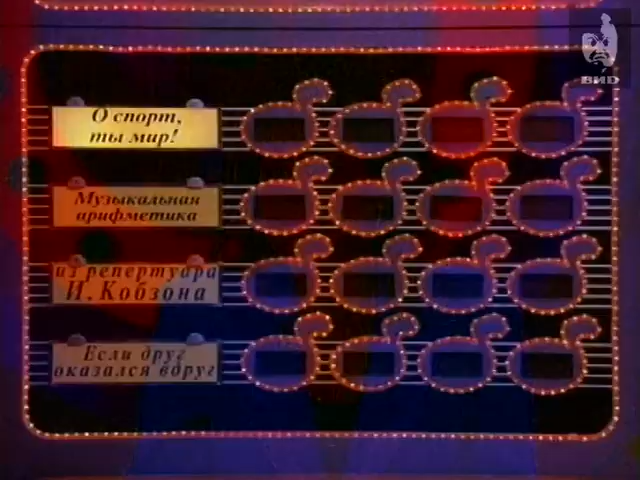 ВИD
О спорт,
ты мир!
Музыкальная
арифметика
из репертуара
И. Кобзона
Если друг
оказался вдруг